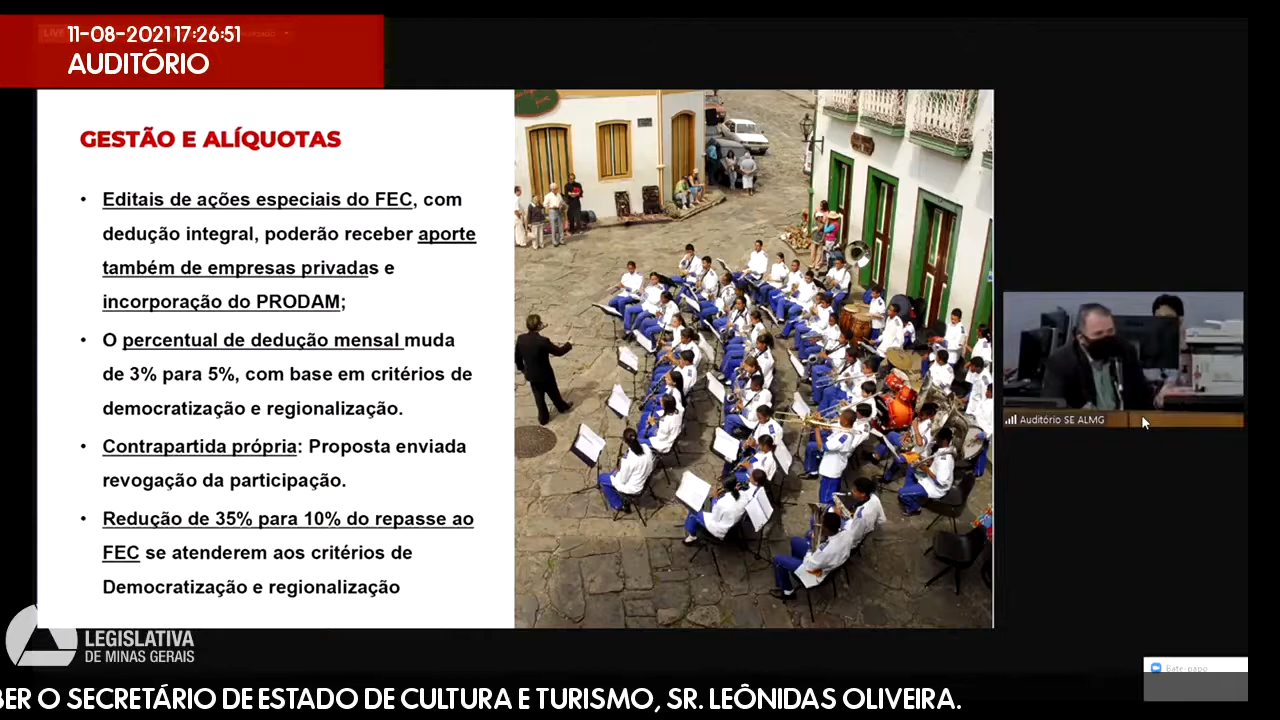 11-08-2021 17:26:51
AUDITÓRIO
GESTÃO E ALÍQUOTAS
• Editais de ações especiais do FEC, com
dedução integral, poderão receber aporte
também de empresas privadas e
incorporação do PRODAM;
• O percentual de dedução mensal muda
de 3% para 5%, com base em critérios de
democratização e regionalização.
• Contrapartida própria: Proposta enviada
revogação da participação.
• Redução de 35% para 10% do repasse ao
FEC se atenderem aos critérios de
Democratização e regionalização
Auditório SE ALMG
LEGISLATIVA
DE MINAS GERAIS
Bate-papo
BER O SECRETÁRIO DE ESTADO DE CULTURA E TURISMO, SR. LEÔNIDAS OLIVEIRA.